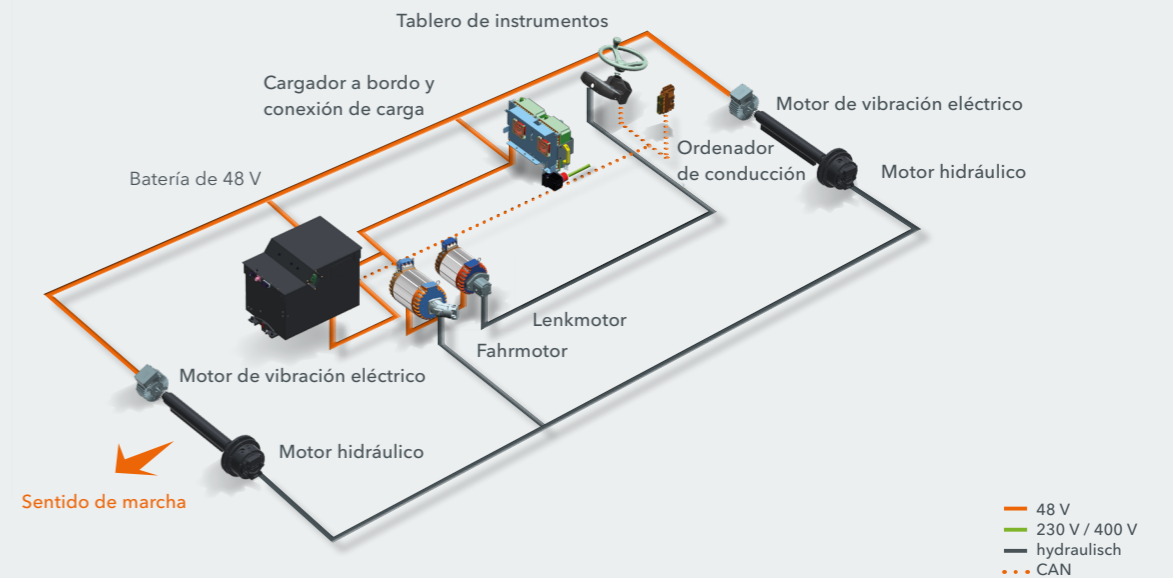 Tablero de instrumentos
Cargador a bordo y
conexión de carga
Motor de vibración eléctrico
Ordenador
de conducción
Motor hidráulico
Batería de 48 V
Lenkmotor
Fahrmotor
Motor de vibración eléctrico
Motor hidráulico
Sentido de marcha
48 V
230 V / 400 V
hydraulisch
CAN